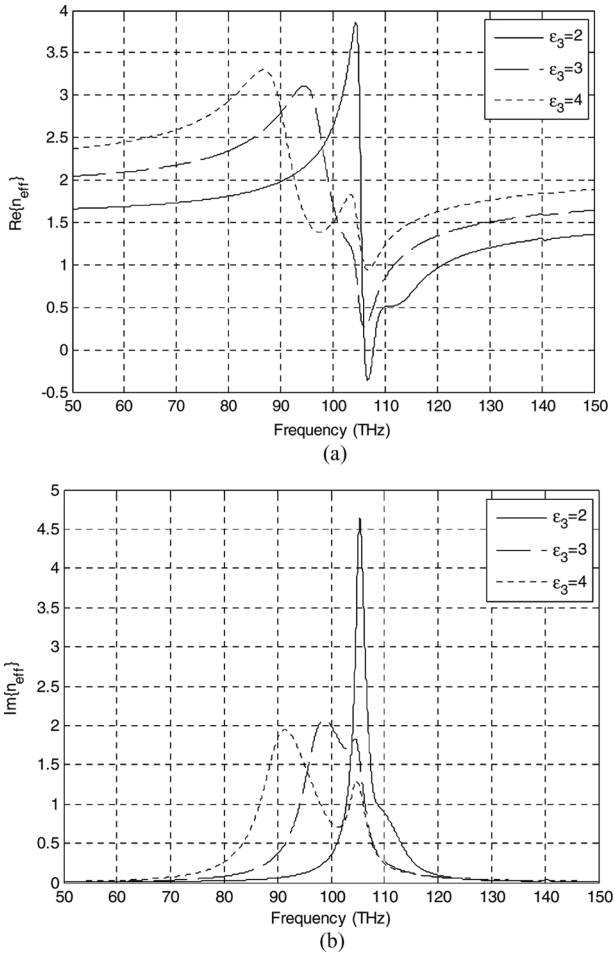 4
3.5
3
2.5
2
1.5
1
0.5
0
-0.5
Re{n_eff}
ε₃=2
ε₃=3
ε₃=4
50 60 70 80 90 100 110 120 130 140 150
Frequency (THz)
(a)
5
4.5
4
3.5
3
2.5
2
1.5
1
0.5
0
Im{n_eff}
ε₃=2
ε₃=3
ε₃=4
50 60 70 80 90 100 110 120 130 140 150
Frequency (THz)
(b)